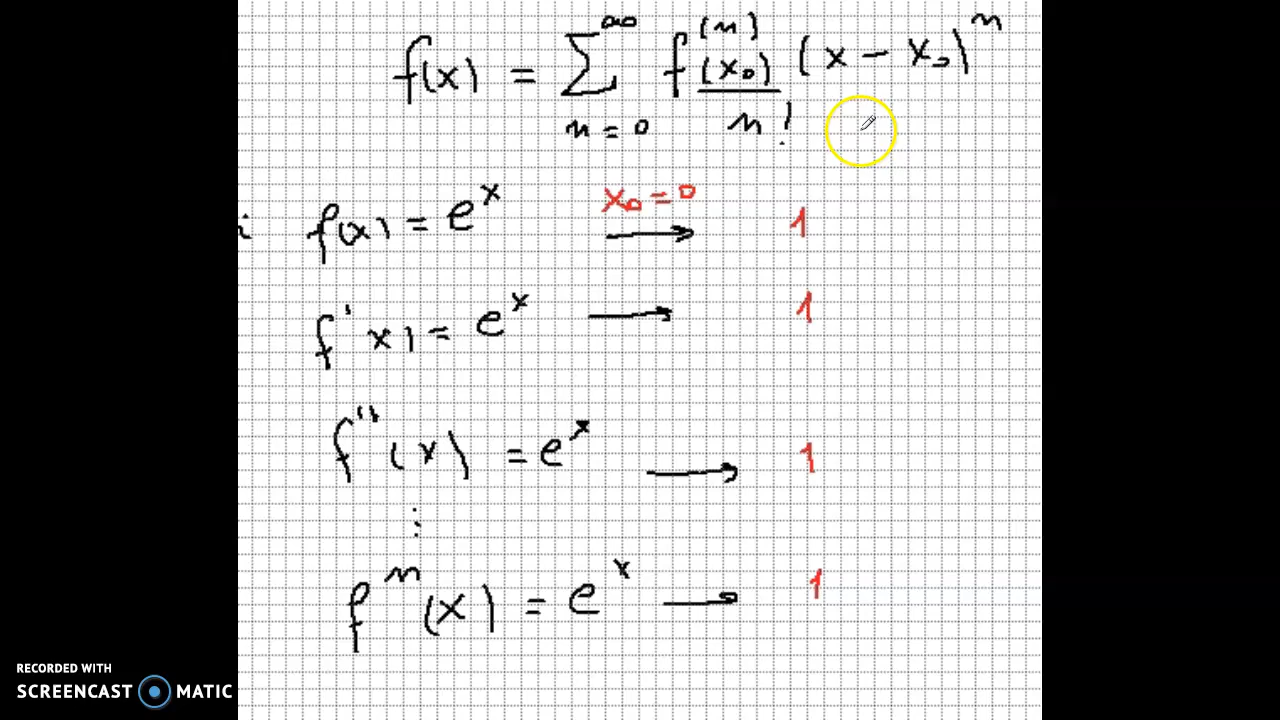 f(x) = ∑_{n=0}^{∞} f^{(n)}(x₀)/n! (x - x₀)^n
i f(x) = e^x x₀=0 → 1
f'x) = e^x → 1
f''(x) = e^x → 1
⋮
f^n(x) = e^x → 1
RECORDED WITH
SCREENCAST MATIC